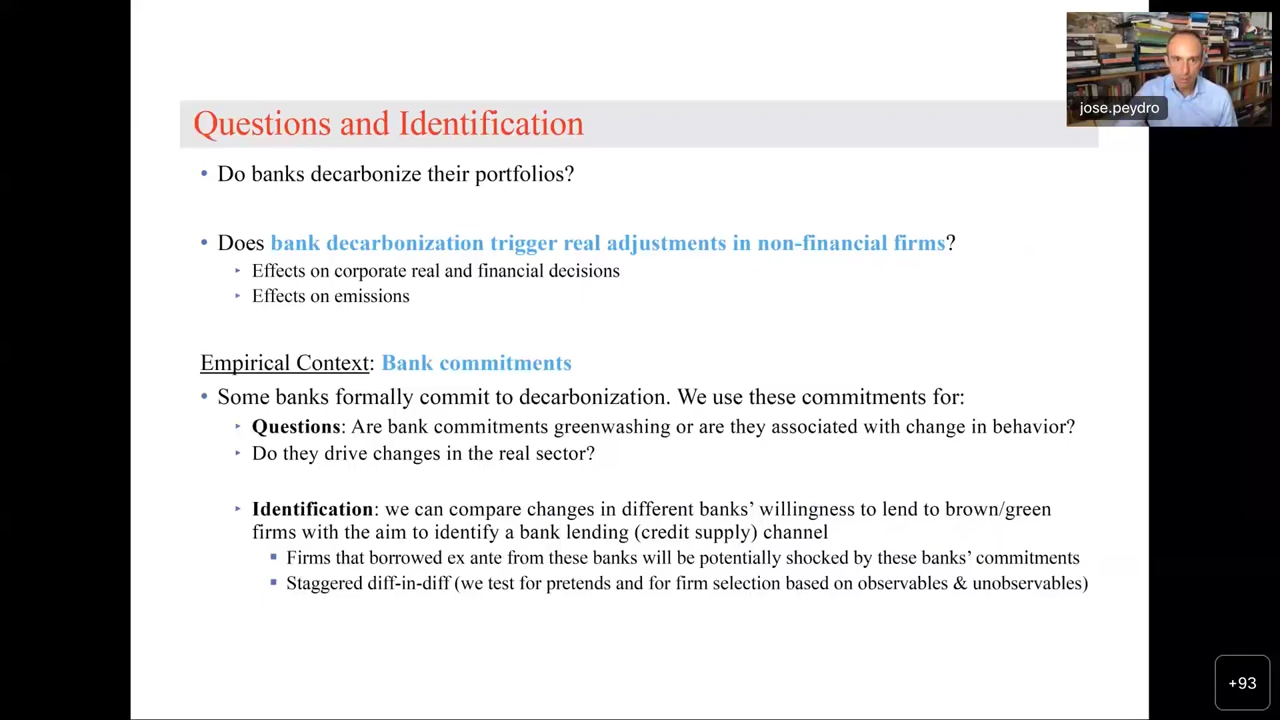 jose.peydro
Questions and Identification
• Do banks decarbonize their portfolios?
• Does bank decarbonization trigger real adjustments in non-financial firms?
‣ Effects on corporate real and financial decisions
‣ Effects on emissions
Empirical Context: Bank commitments
• Some banks formally commit to decarbonization. We use these commitments for:
‣ Questions: Are bank commitments greenwashing or are they associated with change in behavior?
‣ Do they drive changes in the real sector?
‣ Identification: we can compare changes in different banks’ willingness to lend to brown/green
firms with the aim to identify a bank lending (credit supply) channel
▪ Firms that borrowed ex ante from these banks will be potentially shocked by these banks’ commitments
▪ Staggered diff-in-diff (we test for pretends and for firm selection based on observables & unobservables)
+93